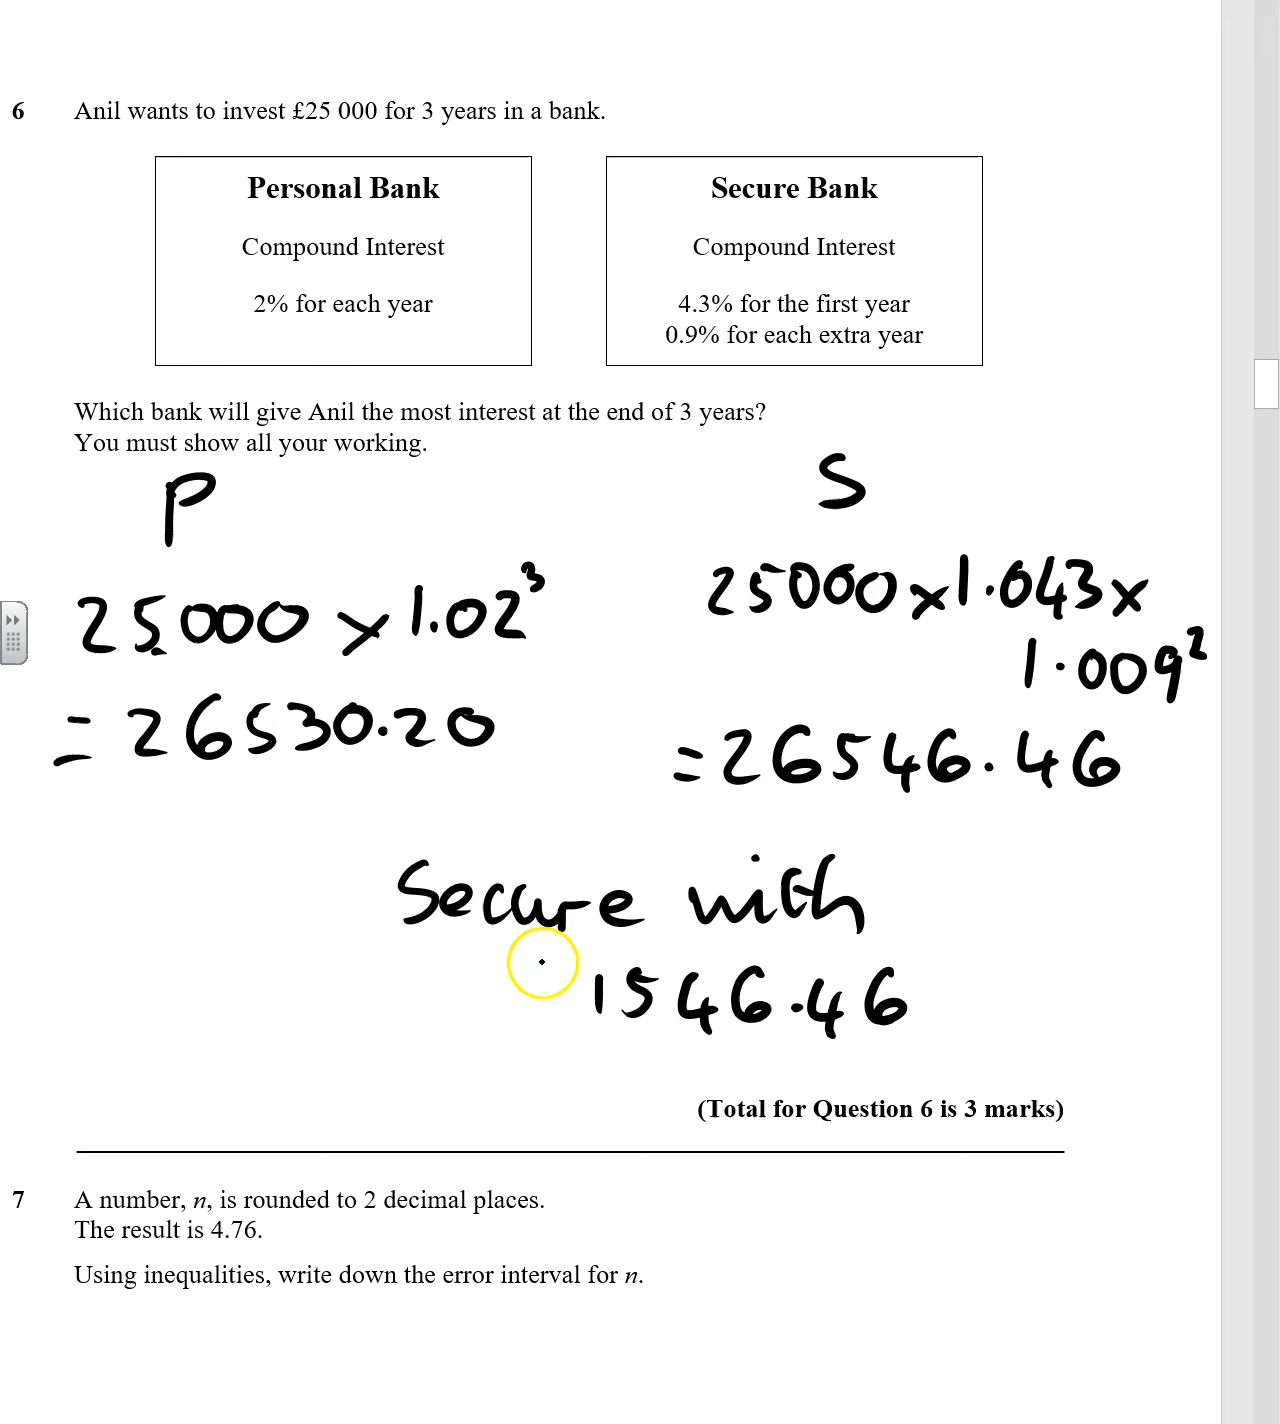 6 Anil wants to invest £25 000 for 3 years in a bank.
Personal Bank
Compound Interest
2% for each year
Secure Bank
Compound Interest
4.3% for the first year
0.9% for each extra year
Which bank will give Anil the most interest at the end of 3 years?
You must show all your working.
P
25000 × 1.02³
= 26530.20
S
25000 × 1.043 ×
1.009²
= 26546.46
Secure with
1546.46
(Total for Question 6 is 3 marks)
7 A number, n, is rounded to 2 decimal places.
The result is 4.76.
Using inequalities, write down the error interval for n.